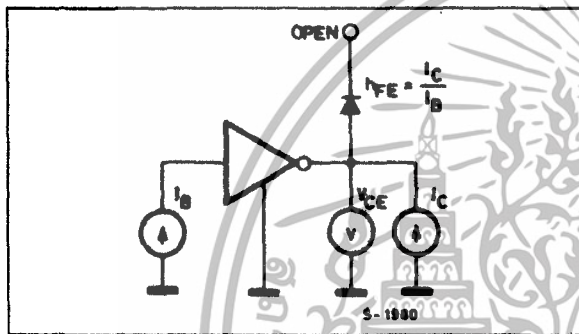 OPEN
hFE = IC / IB
IB
VCE
IC
V
S-1980